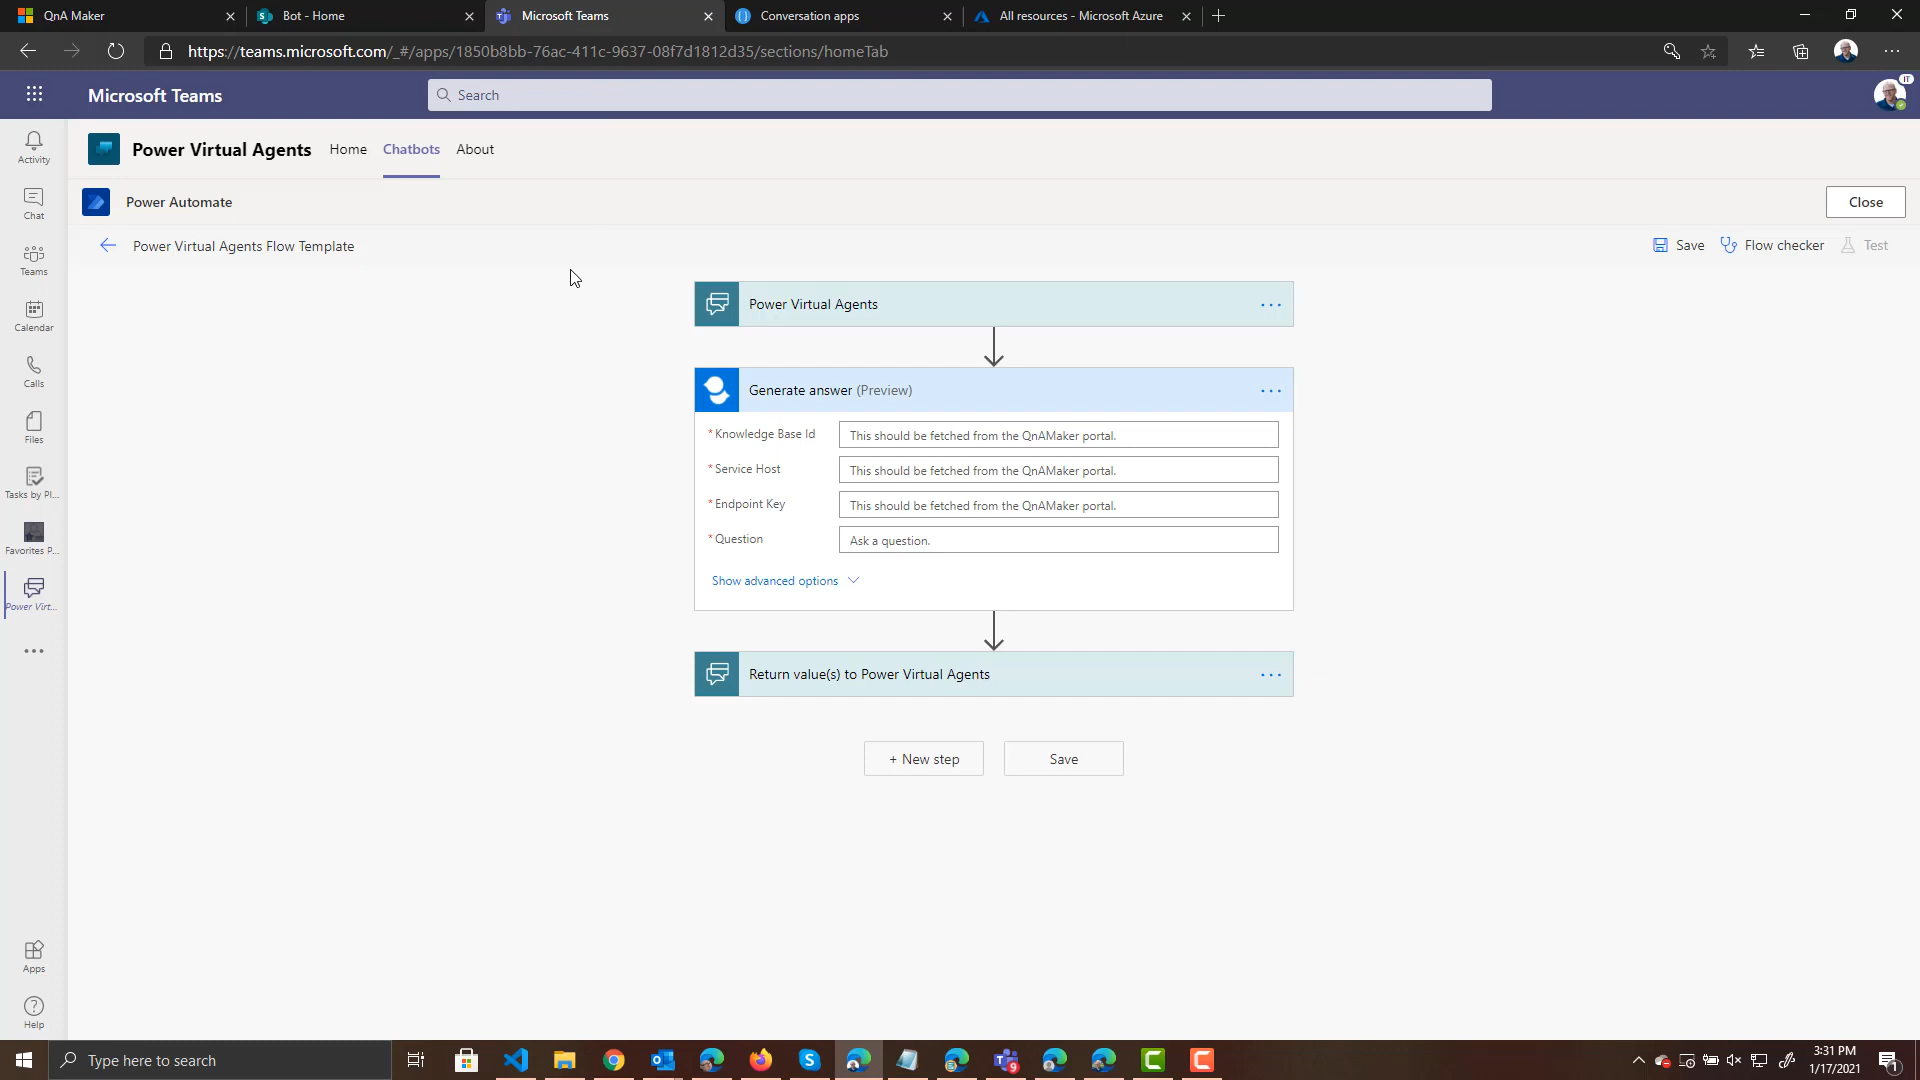 QnA Maker
Bot - Home
Microsoft Teams
Conversation apps
All resources - Microsoft Azure
https://teams.microsoft.com/_#/apps/1850b8bb-76ac-411c-9637-08f7d1812d35/sections/homeTab
Microsoft Teams
Search
IT
Power Virtual Agents
Home
Chatbots
About
Power Automate
Close
Power Virtual Agents Flow Template
Save
Flow checker
Test
Activity
Chat
Teams
Calendar
Calls
Files
Tasks by Pl...
Favorites P...
Power Virt...
Apps
Help
Power Virtual Agents
Generate answer (Preview)
* Knowledge Base Id
This should be fetched from the QnAMaker portal.
* Service Host
This should be fetched from the QnAMaker portal.
* Endpoint Key
This should be fetched from the QnAMaker portal.
* Question
Ask a question.
Show advanced options
Return value(s) to Power Virtual Agents
+ New step
Save
Type here to search
9
3:31 PM
1/17/2021
1